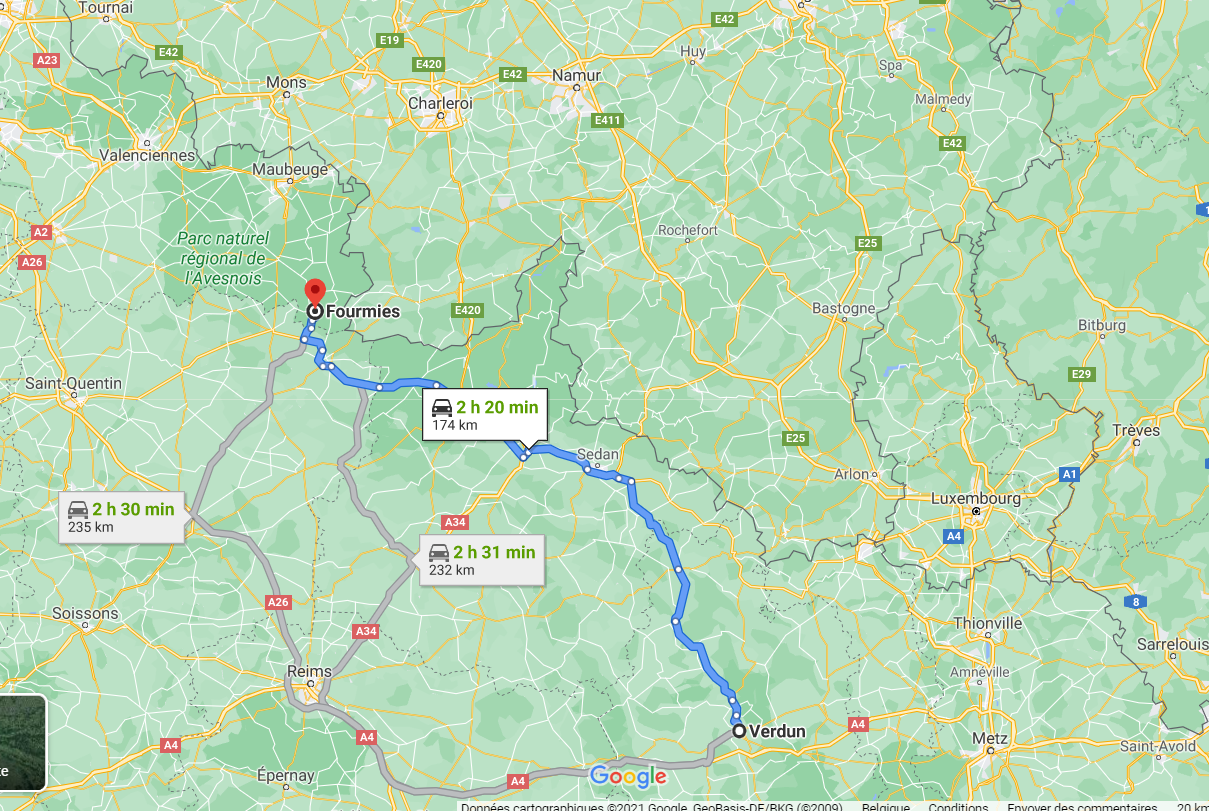 Tournai
E42
E19
E42
A23
E42
E420
E42
Huy
Spa
Mons
Namur
Charleroi
Malmedy
E411
E42
Valenciennes
Maubeuge
A2
A26
Parc naturel
régional de
l'Avesnois
Rochefort
E25
Fourmies
E420
Bastogne
Bitburg
Saint-Quentin
E29
2 h 20 min
174 km
Sedan
E25
Trèves
Arlon
A1
Luxembourg
2 h 30 min
235 km
A34
A4
2 h 31 min
232 km
A26
8
Soissons
A34
Thionville
Sarrelouis
Reims
Amnéville
Verdun
A4
A4
A4
Metz
Saint-Avold
Épernay
A4
Google
Données cartographiques ©2021 Google, GeoBasis-DE/BKG (©2009) Belgique Conditions Envoyer des commentaires 20 km